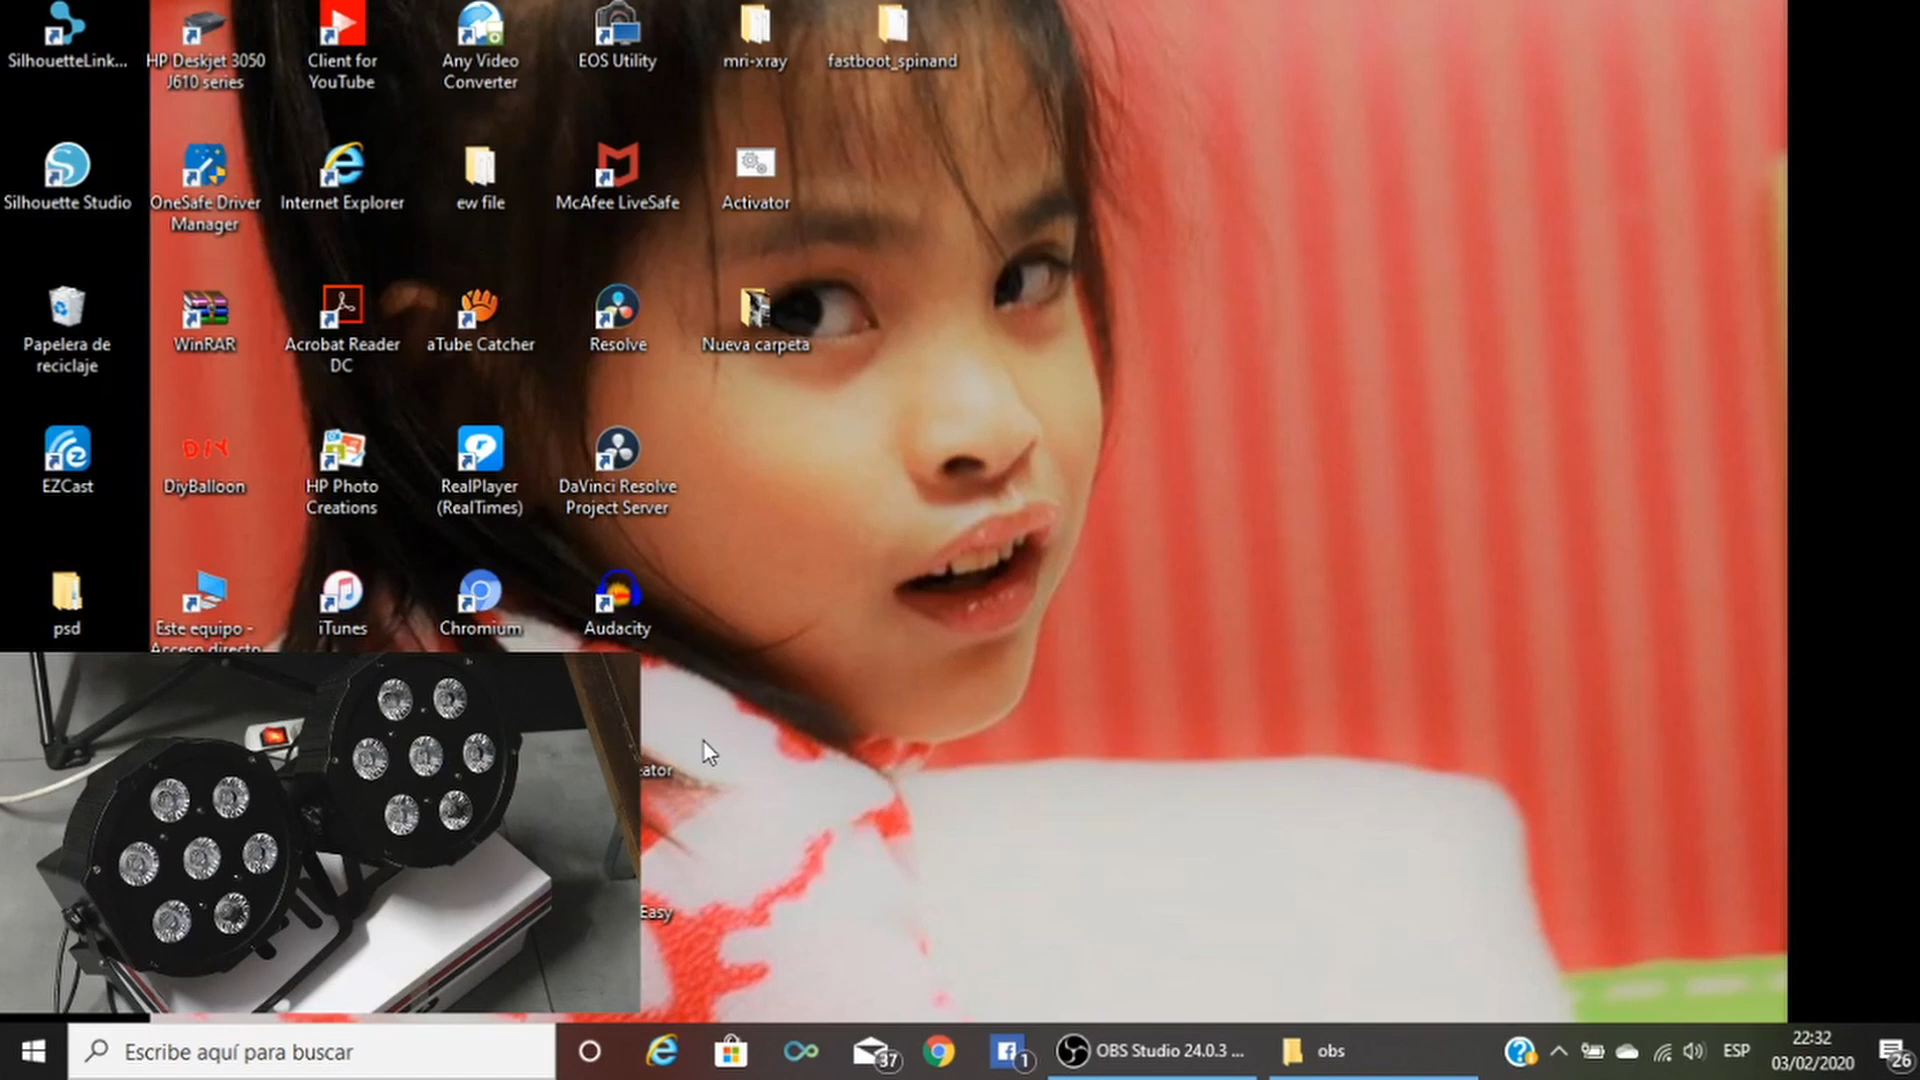 SilhouetteLink...
HP Deskjet 3050
J610 series
Client for
YouTube
Any Video
Converter
EOS Utility
mri-xray
fastboot_spinand
Silhouette Studio
OneSafe Driver
Manager
Internet Explorer
ew file
McAfee LiveSafe
Activator
Papelera de
reciclaje
WinRAR
Acrobat Reader
DC
aTube Catcher
Resolve
Nueva carpeta
EZCast
DIY
DiyBalloon
HP Photo
Creations
RealPlayer
(RealTimes)
DaVinci Resolve
Project Server
psd
Este equipo -
Acceso directo
iTunes
Chromium
Audacity
ator
Easy
Escribe aquí para buscar
37
1
OBS Studio 24.0.3 ...
obs
ESP
22:32
03/02/2020
26